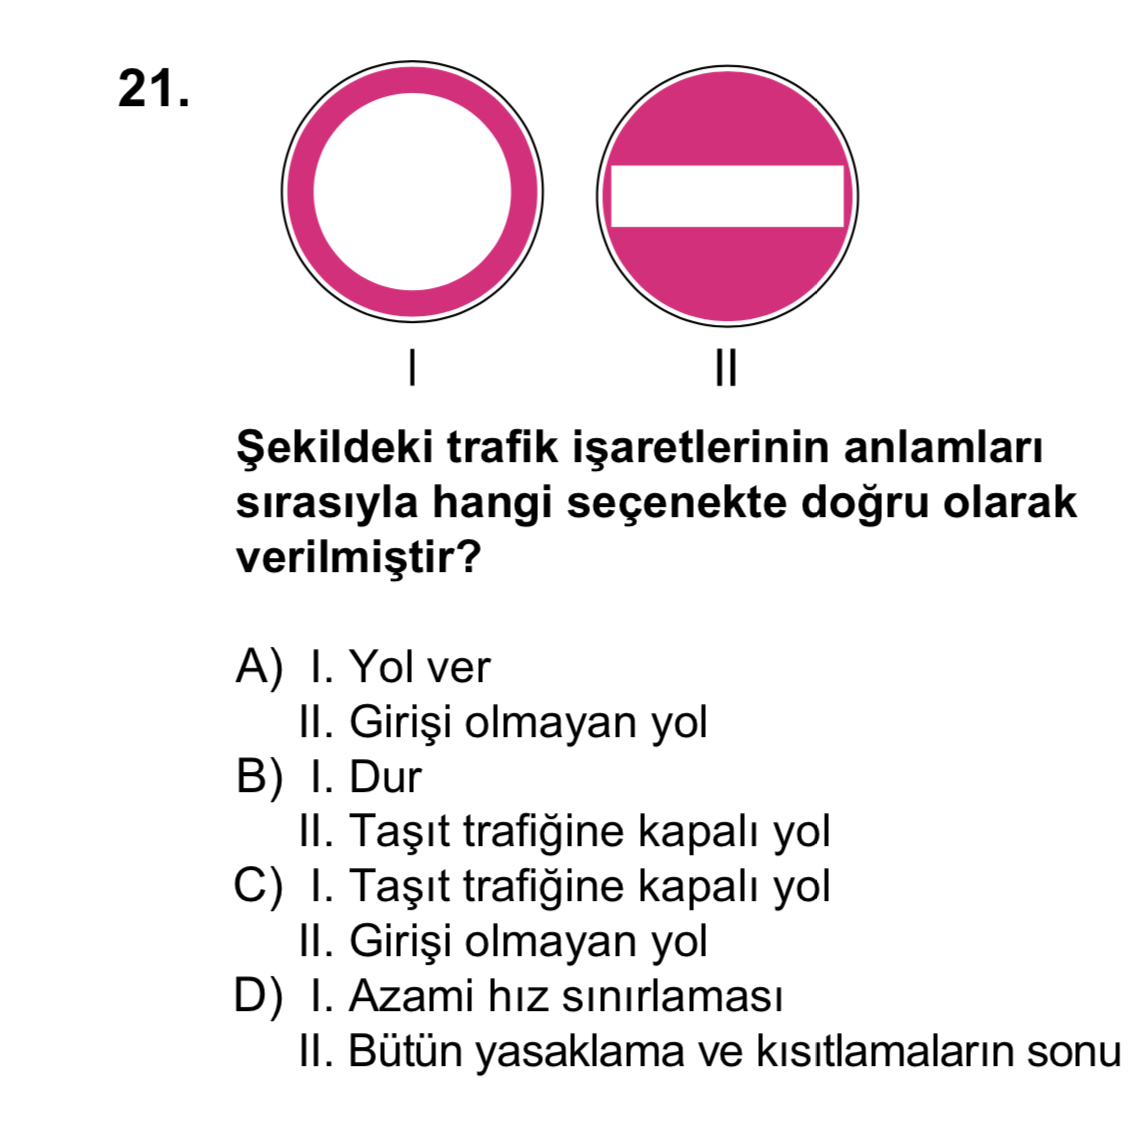 21.
I
II
Şekildeki trafik işaretlerinin anlamları
sırasıyla hangi seçenekte doğru olarak
verilmiştir?
A) I. Yol ver
II. Girişi olmayan yol
B) I. Dur
II. Taşıt trafiğine kapalı yol
C) I. Taşıt trafiğine kapalı yol
II. Girişi olmayan yol
D) I. Azami hız sınırlaması
II. Bütün yasaklama ve kısıtlamaların sonu